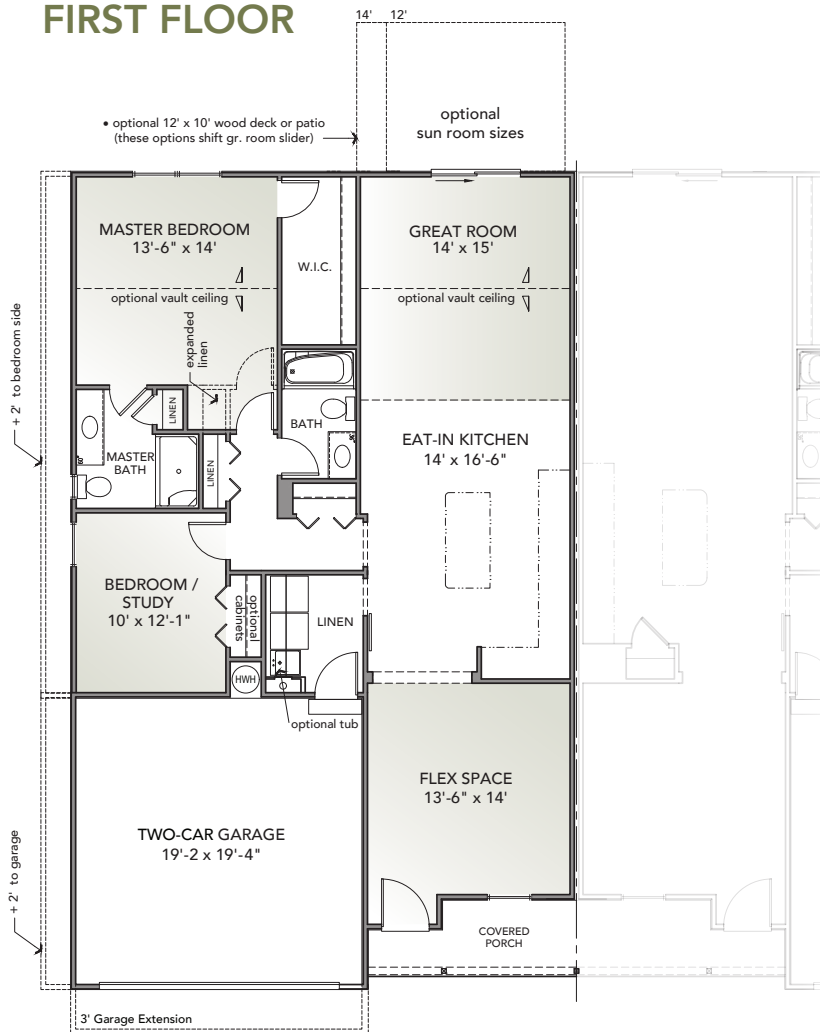 FIRST FLOOR
14' 12'
• optional 12' x 10' wood deck or patio
(these options shift gr. room slider)
optional
sun room sizes
MASTER BEDROOM
13'-6" x 14'
W.I.C.
GREAT ROOM
14' x 15'
optional vault ceiling
optional vault ceiling
+ 2' to bedroom side
expanded
linen
LINEN
BATH
MASTER
BATH
LINEN
EAT-IN KITCHEN
14' x 16'-6"
BEDROOM /
STUDY
10' x 12'-1"
optional
cabinets
LINEN
HWH
optional tub
FLEX SPACE
13'-6" x 14'
TWO-CAR GARAGE
19'-2 x 19'-4"
+ 2' to garage
COVERED
PORCH
3' Garage Extension